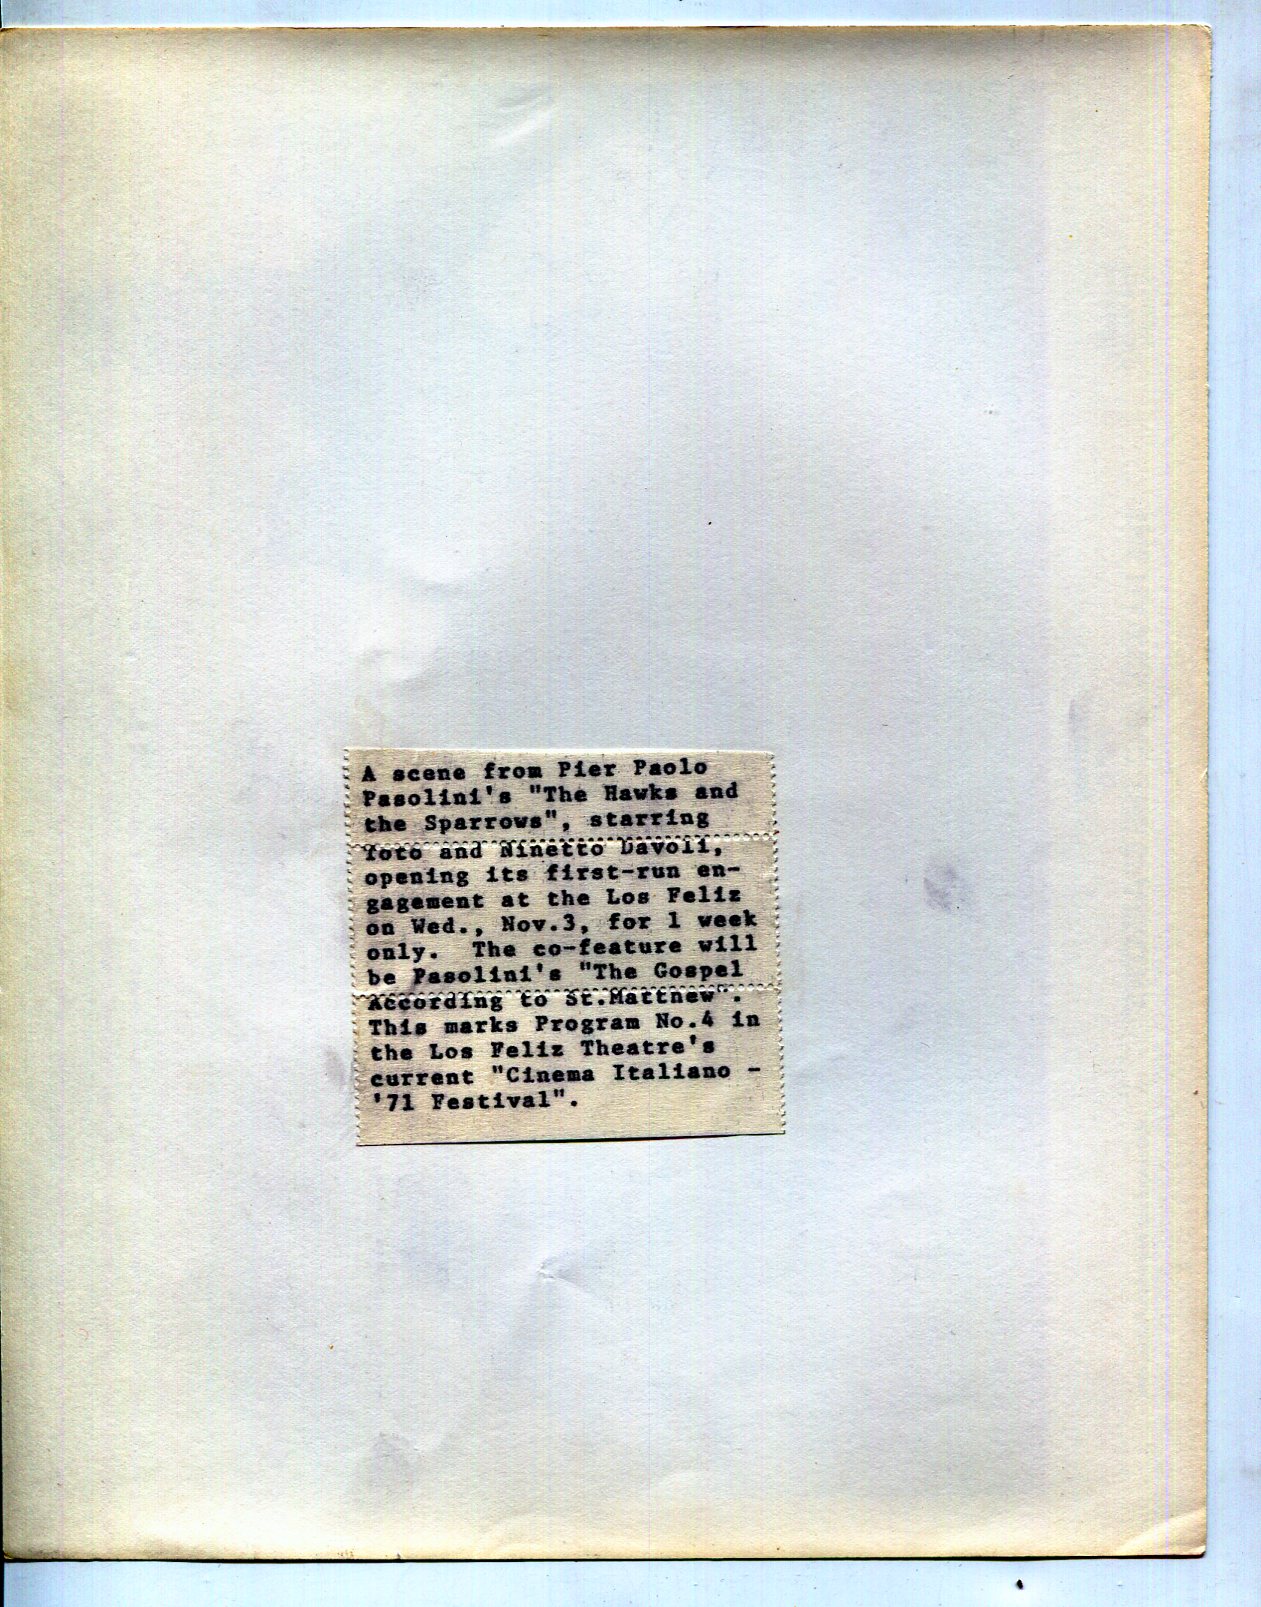 A scene from Pier Paolo
Pasolini's "The Hawks and
the Sparrows", starring
Toto and Ninetto Davoli,
opening its first-run en-
gagement at the Los Feliz
on Wed., Nov.3, for 1 week
only.  The co-feature will
be Pasolini's "The Gospel
According to St.Matthew".
This marks Program No.4 in
the Los Feliz Theatre's
current "Cinema Italiano -
'71 Festival".